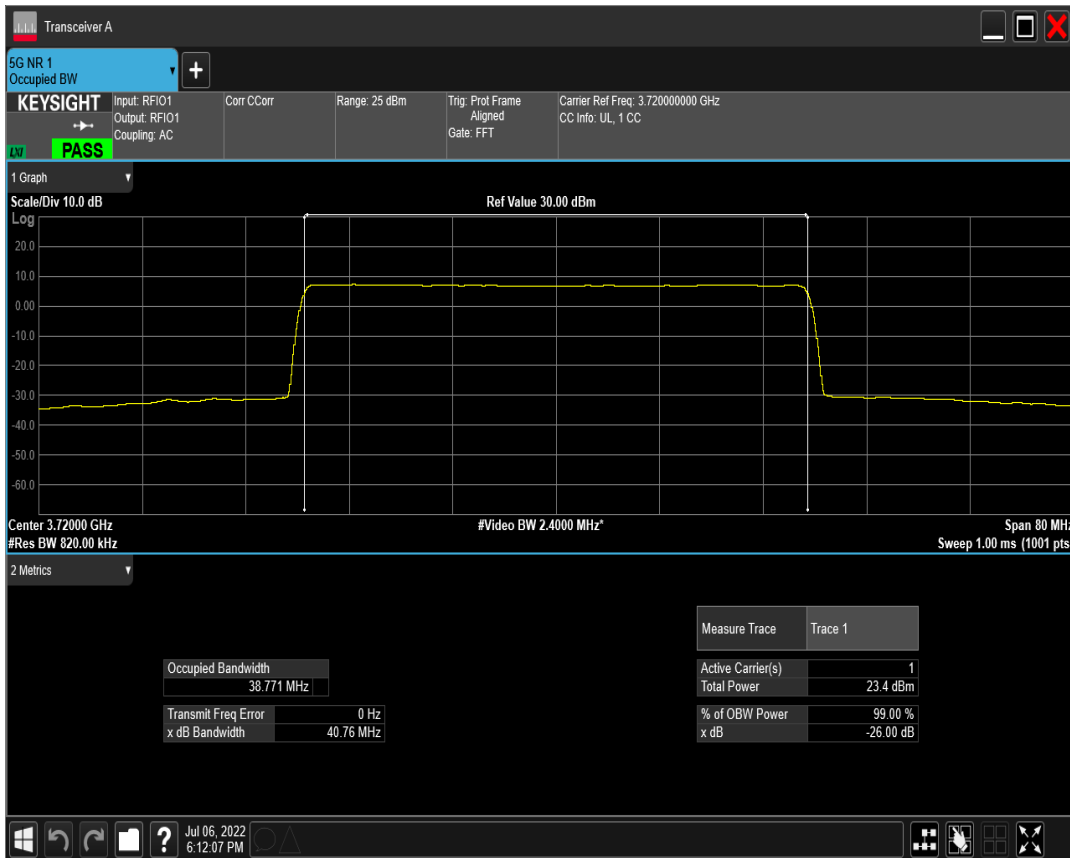 Transceiver A
5G NR 1
Occupied BW
+
KEYSIGHT
LXI
PASS
Input: RFIO1
Output: RFIO1
Coupling: AC
Corr CCorr
Range: 25 dBm
Trig: Prot Frame
Aligned
Gate: FFT
Carrier Ref Freq: 3.720000000 GHz
CC Info: UL, 1 CC
1 Graph
Scale/Div 10.0 dB
Ref Value 30.00 dBm
Log
20.0
10.0
0.00
-10.0
-20.0
-30.0
-40.0
-50.0
-60.0
Center 3.72000 GHz
#Video BW 2.4000 MHz*
Span 80 MHz
#Res BW 820.00 kHz
Sweep 1.00 ms (1001 pts
2 Metrics
Measure Trace Trace 1
Occupied Bandwidth
38.771 MHz
Active Carrier(s) 1
Total Power 23.4 dBm
Transmit Freq Error 0 Hz
x dB Bandwidth 40.76 MHz
% of OBW Power 99.00 %
x dB -26.00 dB
?
Jul 06, 2022
6:12:07 PM